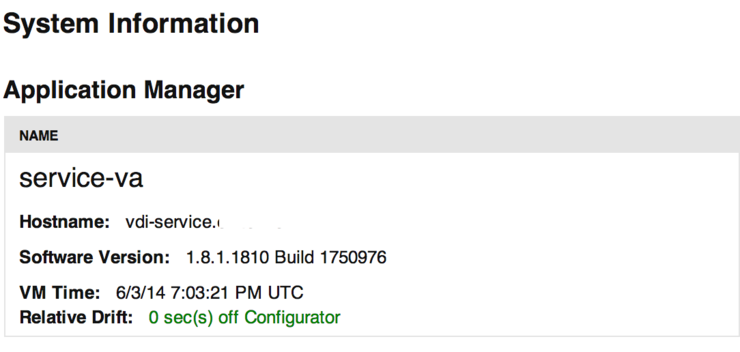 System Information
Application Manager
NAME
service-va
Hostname: vdi-service.
Software Version: 1.8.1.1810 Build 1750976
VM Time: 6/3/14 7:03:21 PM UTC
Relative Drift: 0 sec(s) off Configurator